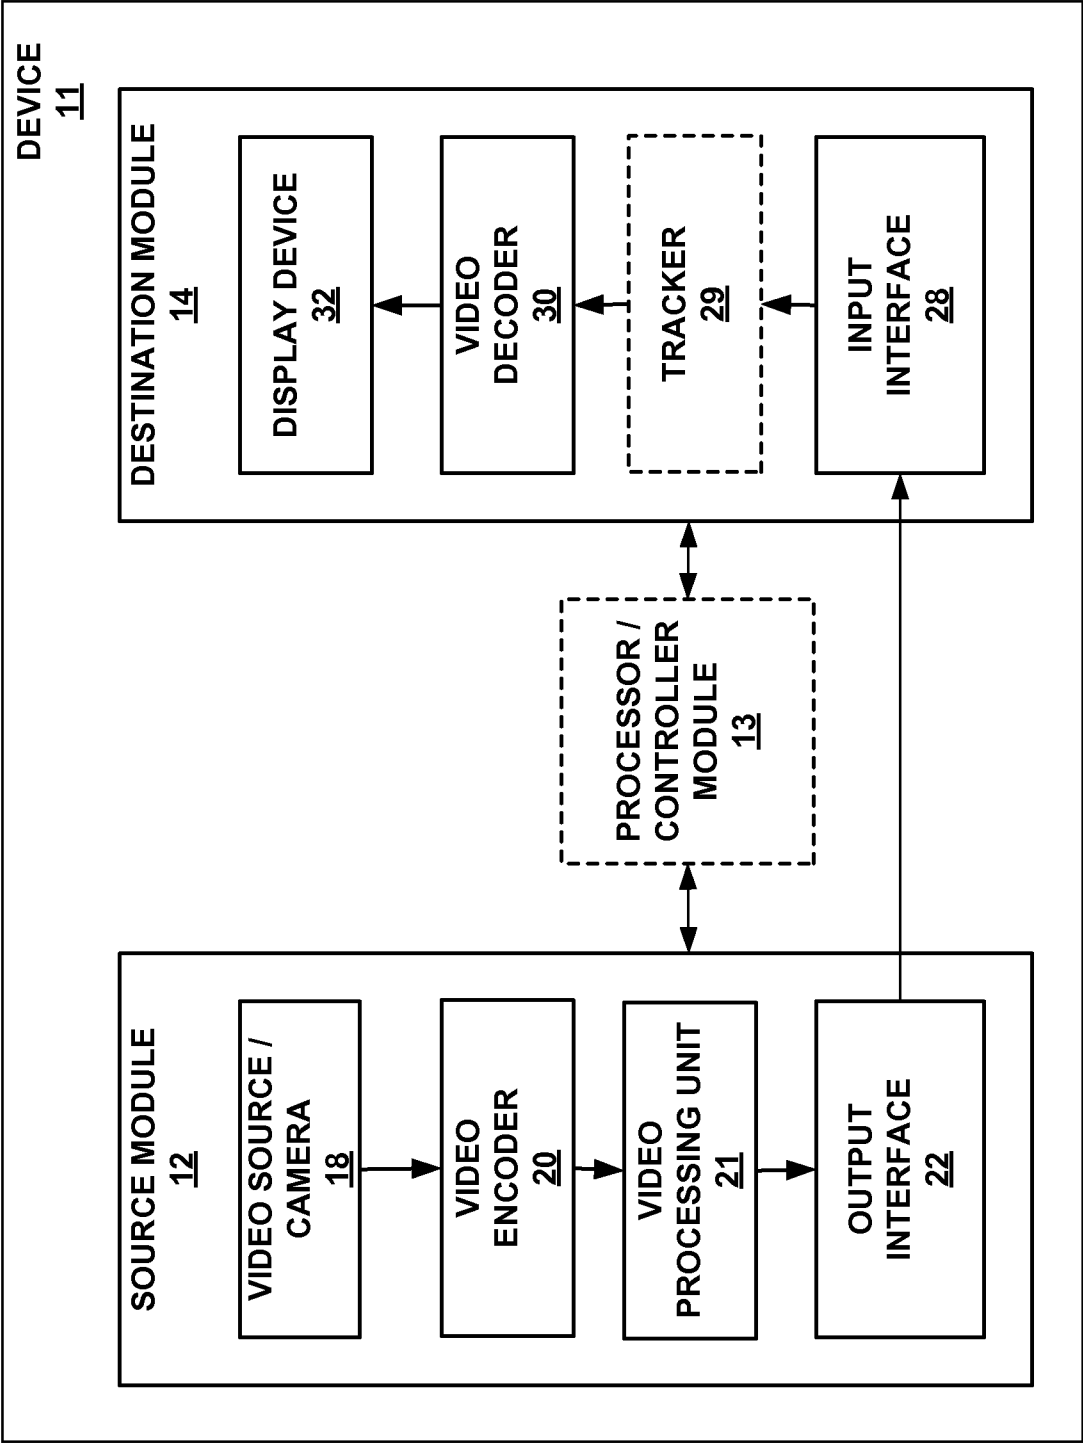 DEVICE
11
SOURCE MODULE
12
VIDEO SOURCE /
CAMERA
18
VIDEO
ENCODER
20
VIDEO
PROCESSING UNIT
21
OUTPUT
INTERFACE
22
PROCESSOR /
CONTROLLER
MODULE
13
DESTINATION MODULE
14
DISPLAY DEVICE
32
VIDEO
DECODER
30
TRACKER
29
INPUT
INTERFACE
28